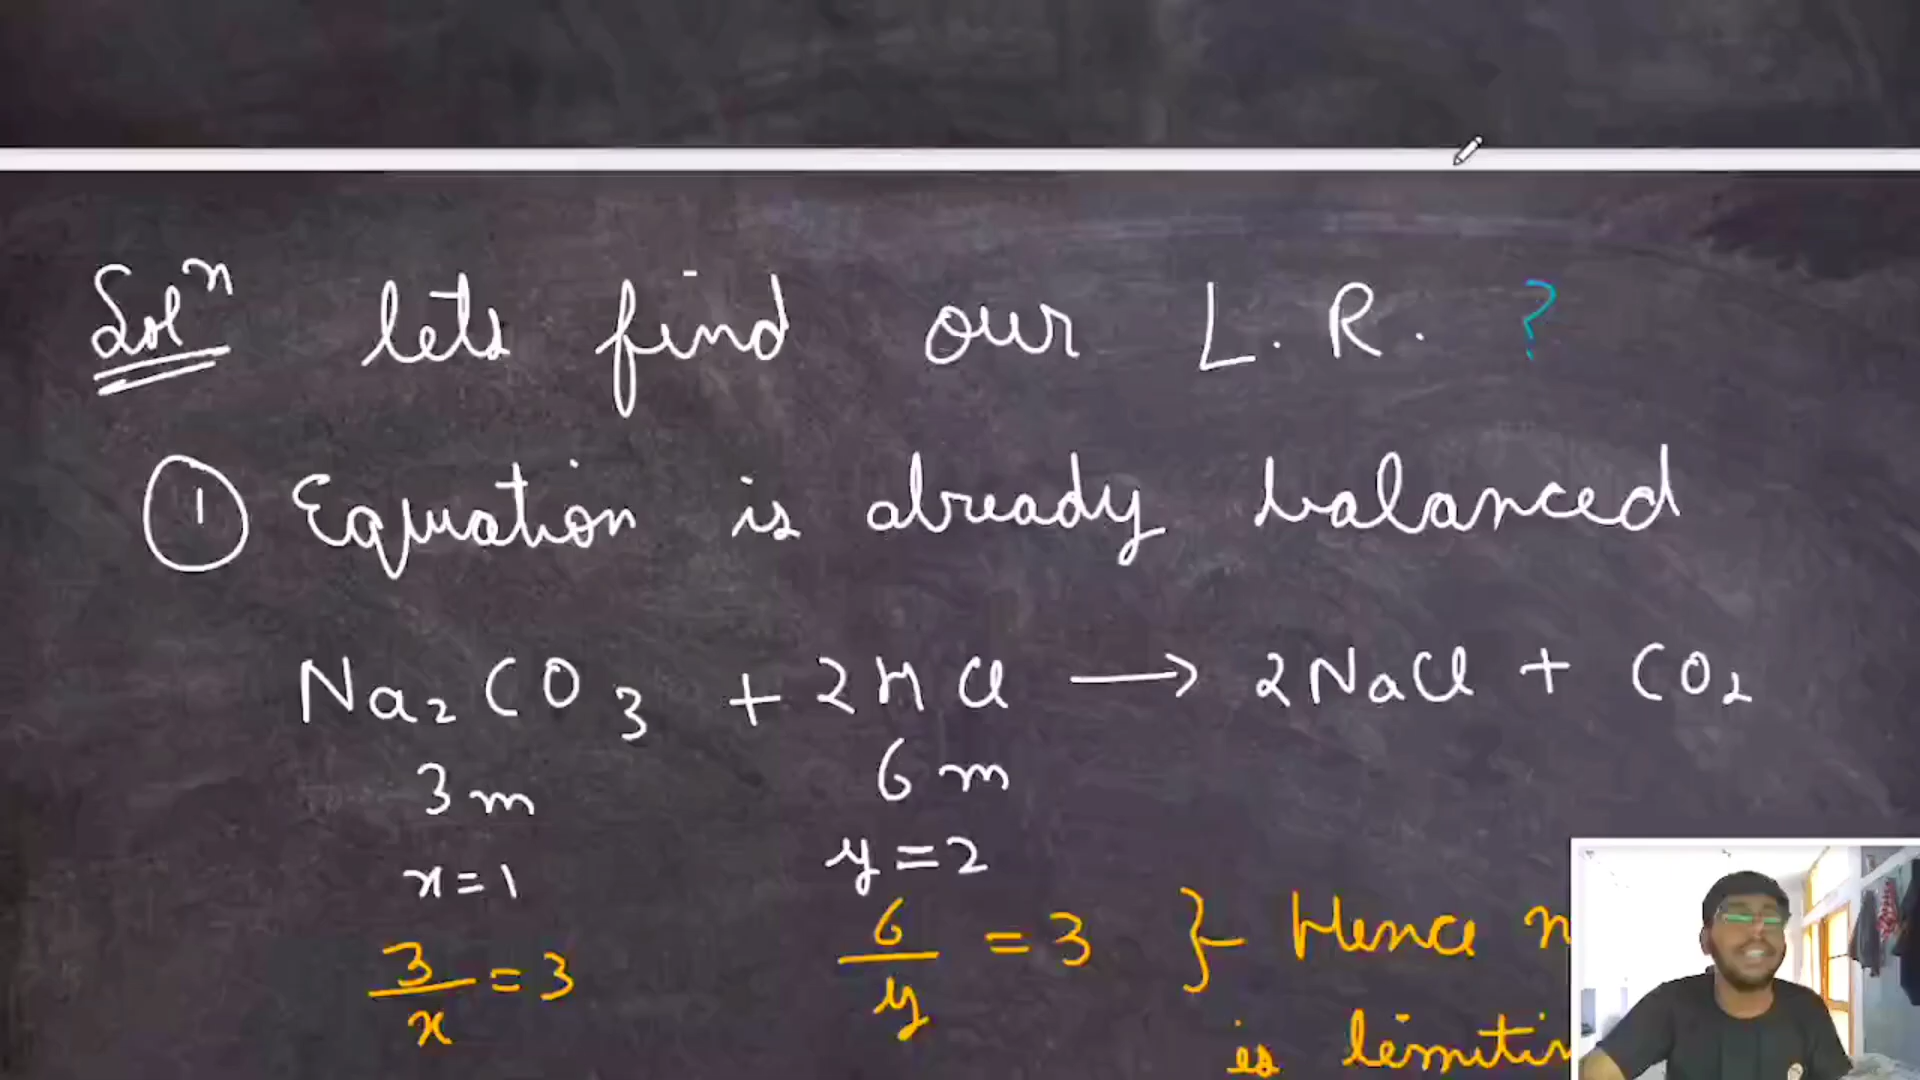 Solⁿ lets find our L.R. ?
① Equation is already balanced
Na₂CO₃ + 2HCl → 2NaCl + CO₂
3m 6m
x=1 y=2
3/x = 3 6/y = 3 } Hence
is